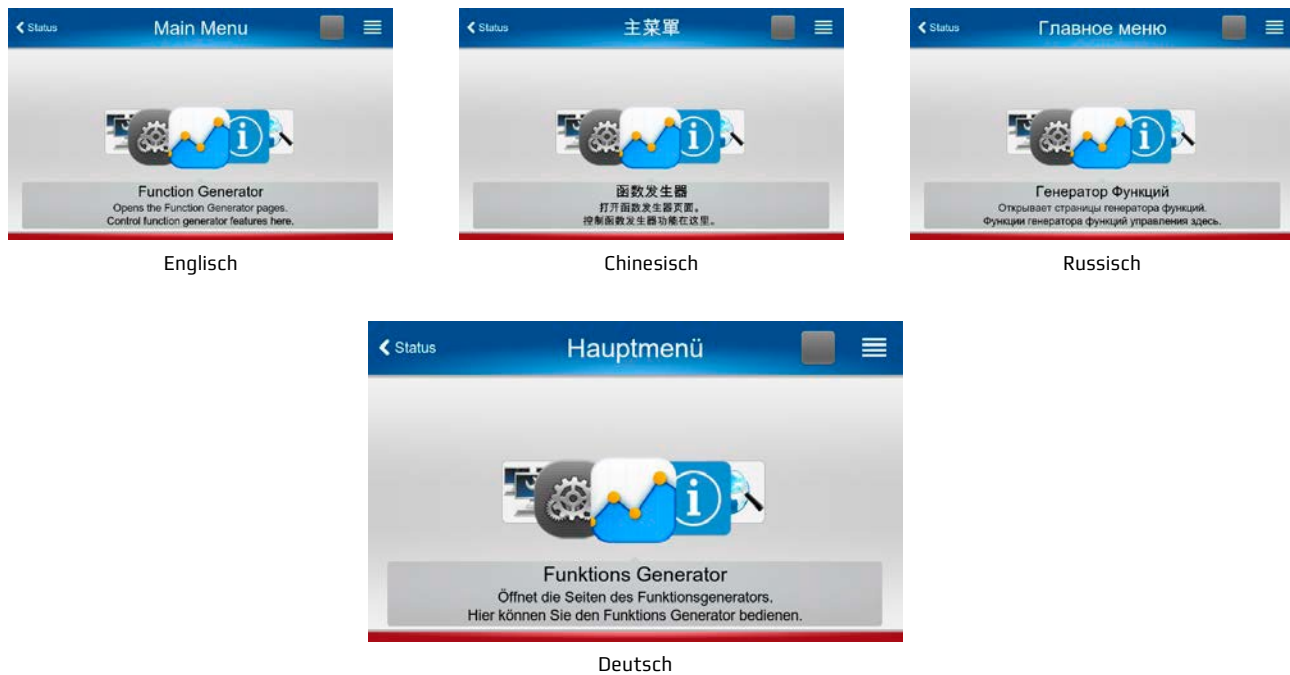 Status
Main Menu
Function Generator
Opens the Function Generator pages.
Control function generator features here.
Englisch
Status
主菜單
函数发生器
打开函数发生器页面。
控制函数发生器功能在这里。
Chinesisch
Status
Главное меню
Генератор Функций
Открывает страницы генератора функций.
Функции генератора функций управления здесь.
Russisch
Status
Hauptmenü
Funktions Generator
Öffnet die Seiten des Funktionsgenerators.
Hier können Sie den Funktions Generator bedienen.
Deutsch